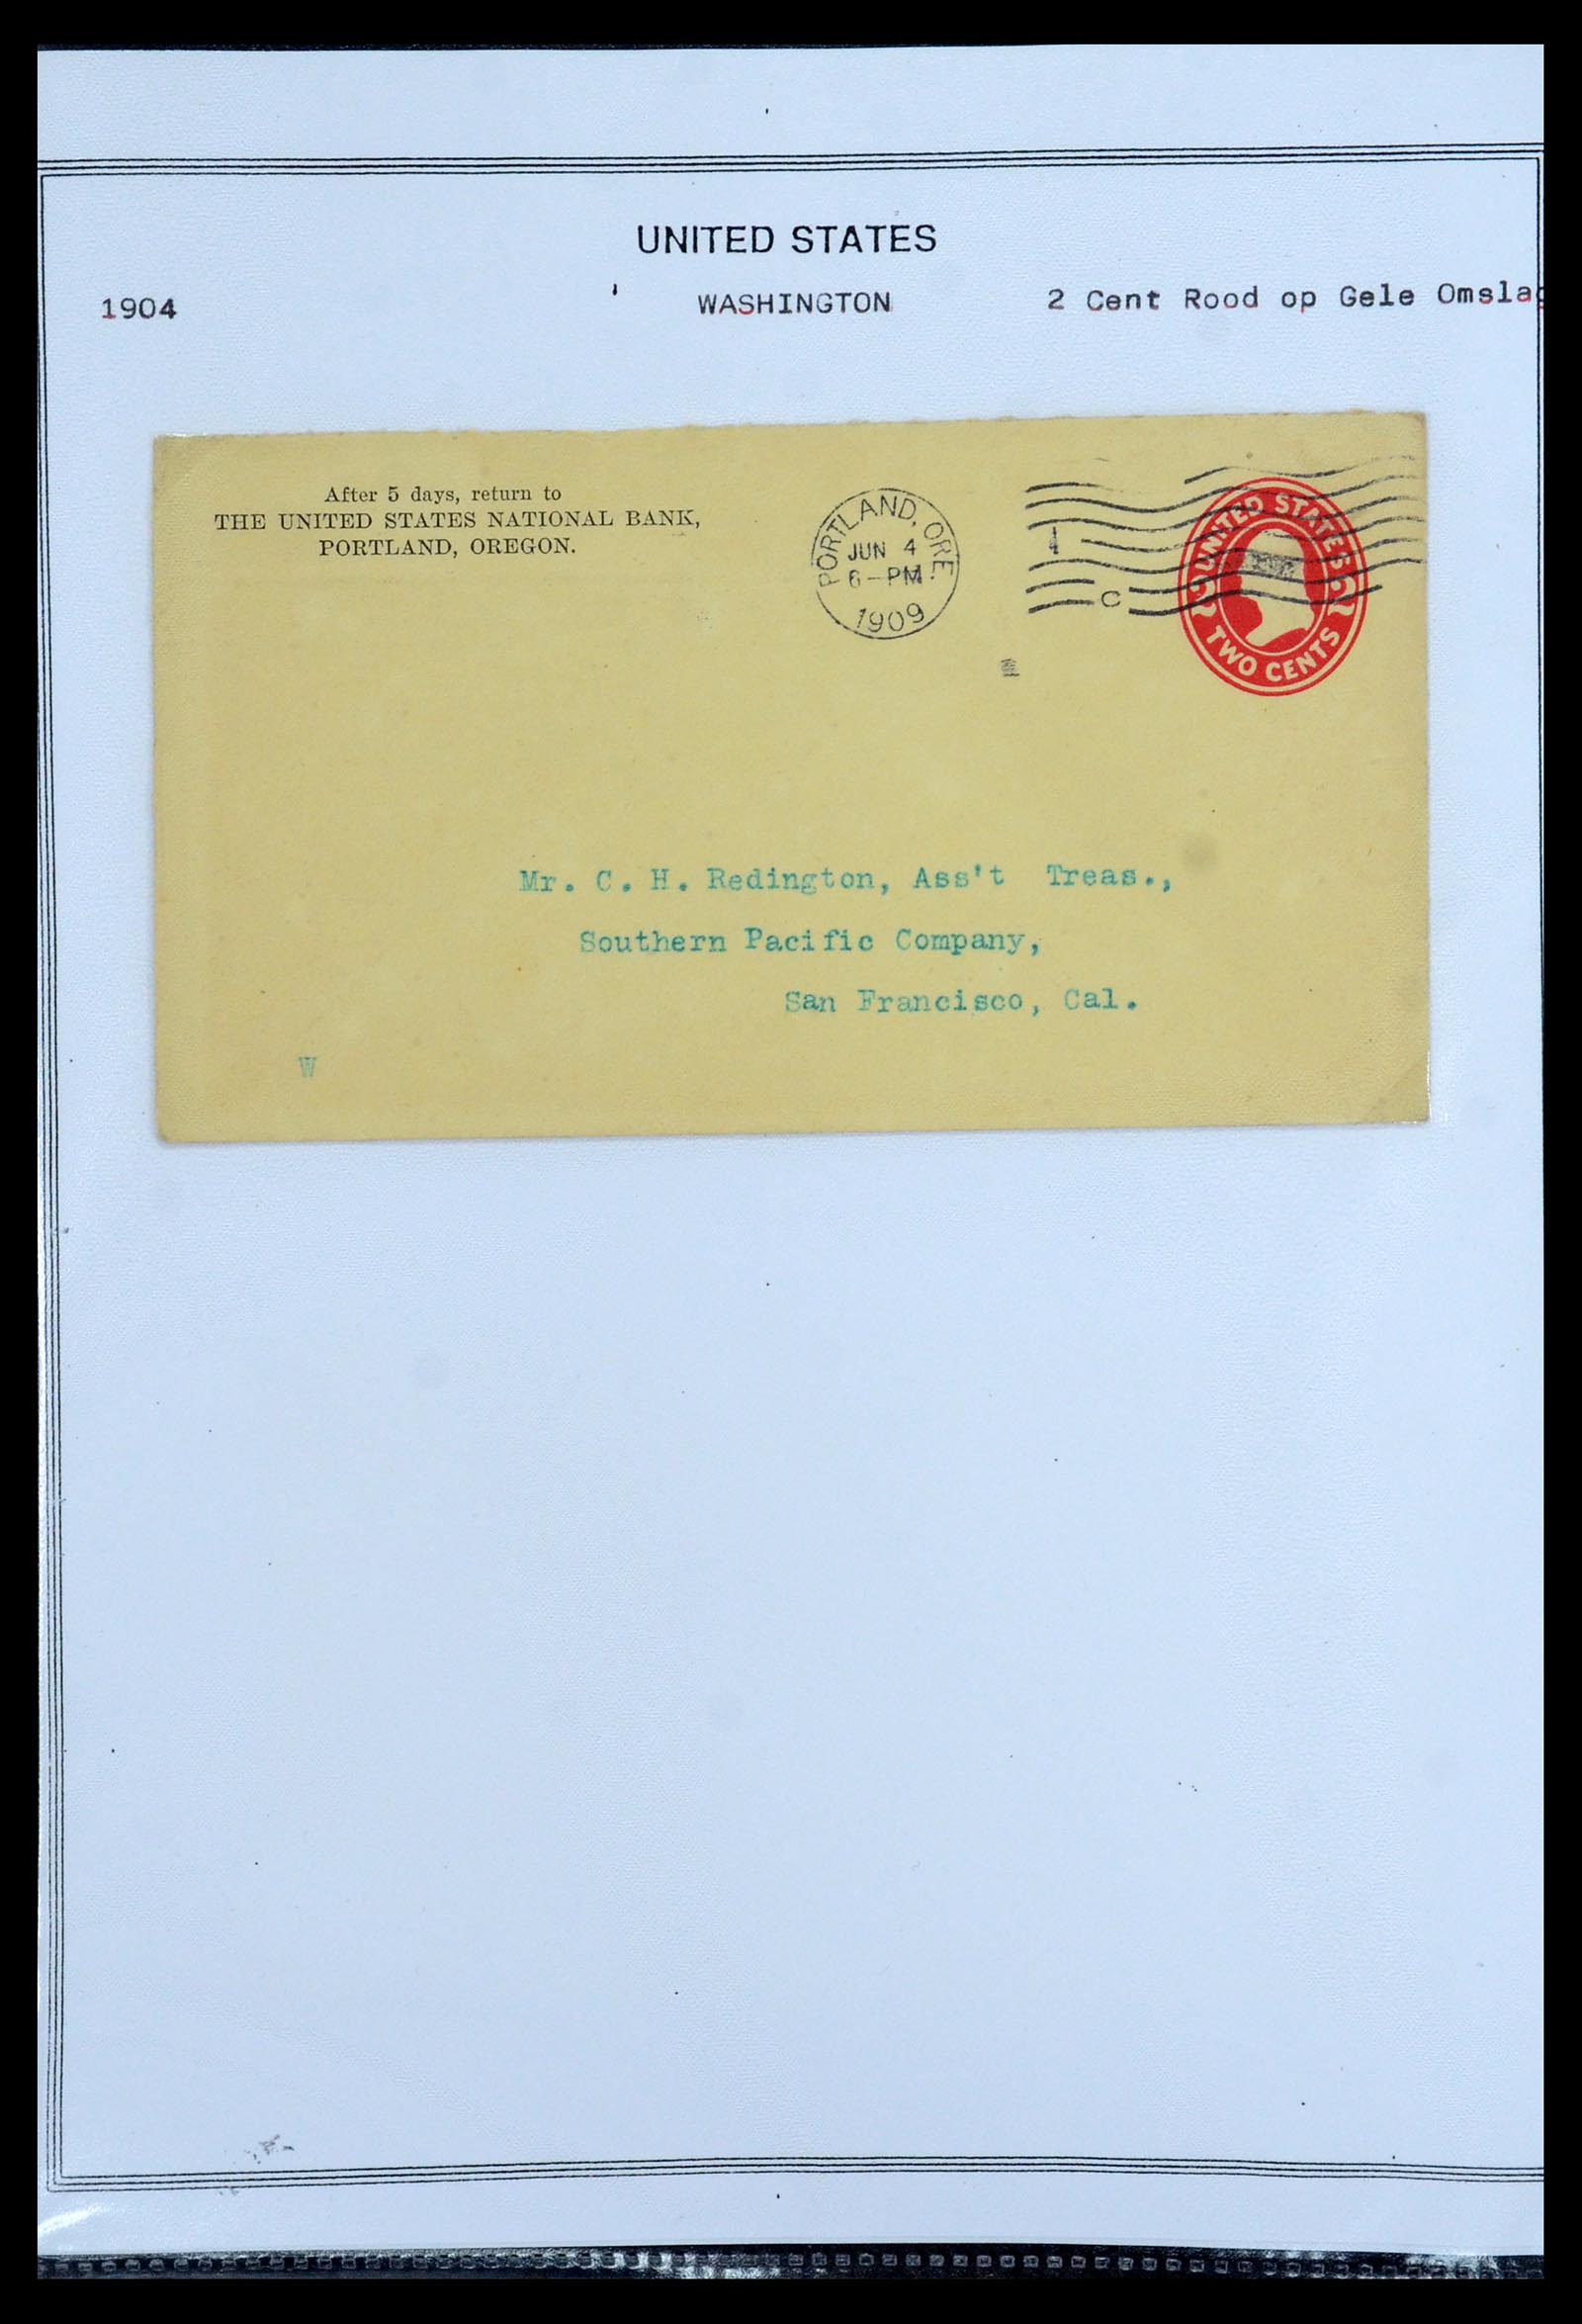 UNITED STATES
1904 WASHINGTON 2 Cent Rood op Gele Omslag
After 5 days, return to
THE UNITED STATES NATIONAL BANK,
PORTLAND, OREGON.
PORTLAND, ORE.
JUN 4
6-PM
1909
C
UNITED STATES
2 2
TWO CENTS
Mr. C. H. Redington, Ass't Treas.,
Southern Pacific Company,
San Francisco, Cal.
W